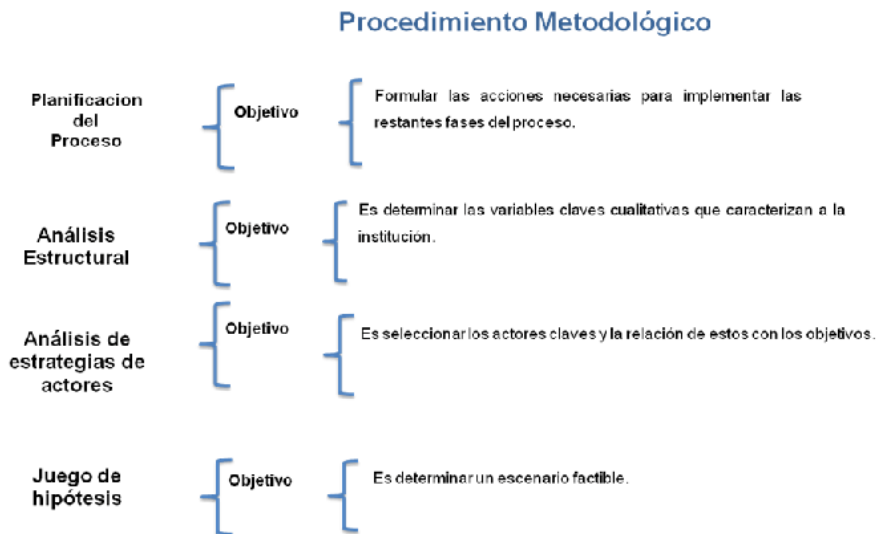 Procedimiento Metodológico
Planificacion
del
Proceso
Objetivo
Formular las acciones necesarias para implementar las
restantes fases del proceso.
Análisis
Estructural
Objetivo
Es determinar las variables claves cualitativas que caracterizan a la
institución.
Análisis de
estrategias de
actores
Objetivo
Es seleccionar los actores claves y la relación de estos con los objetivos.
Juego de
hipótesis
Objetivo
Es determinar un escenario factible.